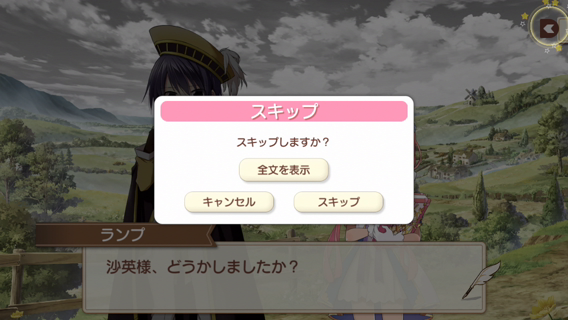 スキップ
スキップしますか？
全文を表示
キャンセル
スキップ
ランプ
沙英様、どうかしましたか？